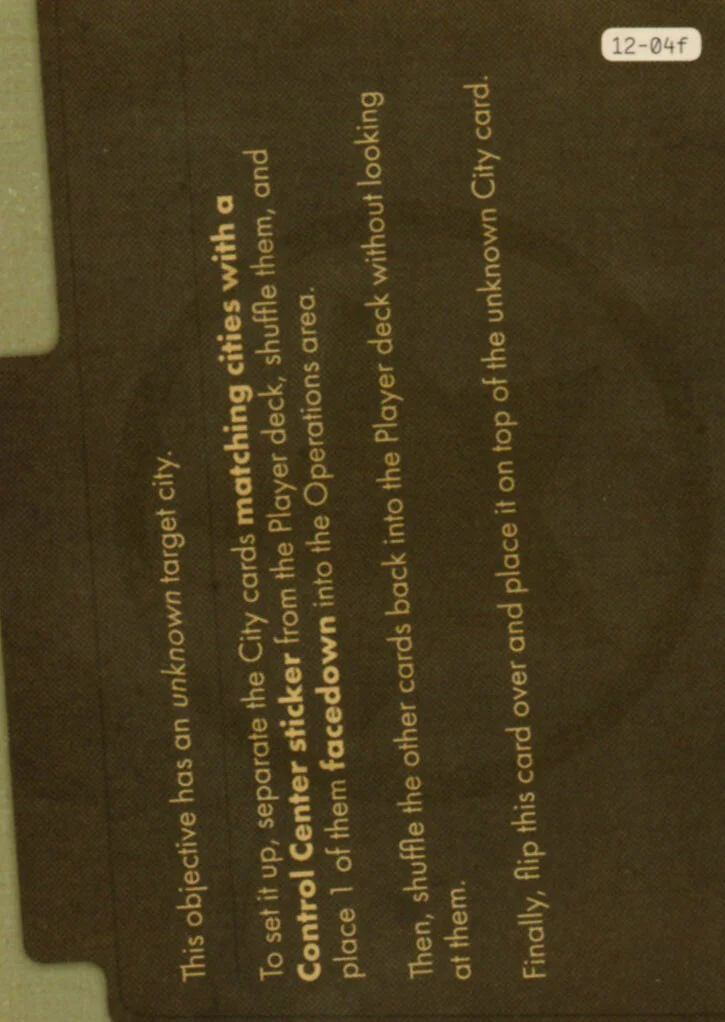 12-04f
This objective has an unknown target city.
To set it up, separate the City cards matching cities with a
Control Center sticker from the Player deck, shuffle them, and
place 1 of them facedown into the Operations area.
Then, shuffle the other cards back into the Player deck without looking
at them.
Finally, flip this card over and place it on top of the unknown City card.